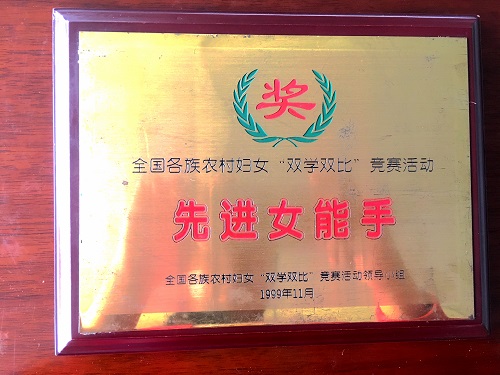 奖
全国各族农村妇女“双学双比”竞赛活动
先进女能手
全国各族农村妇女“双学双比”竞赛活动领导小组
1999年11月